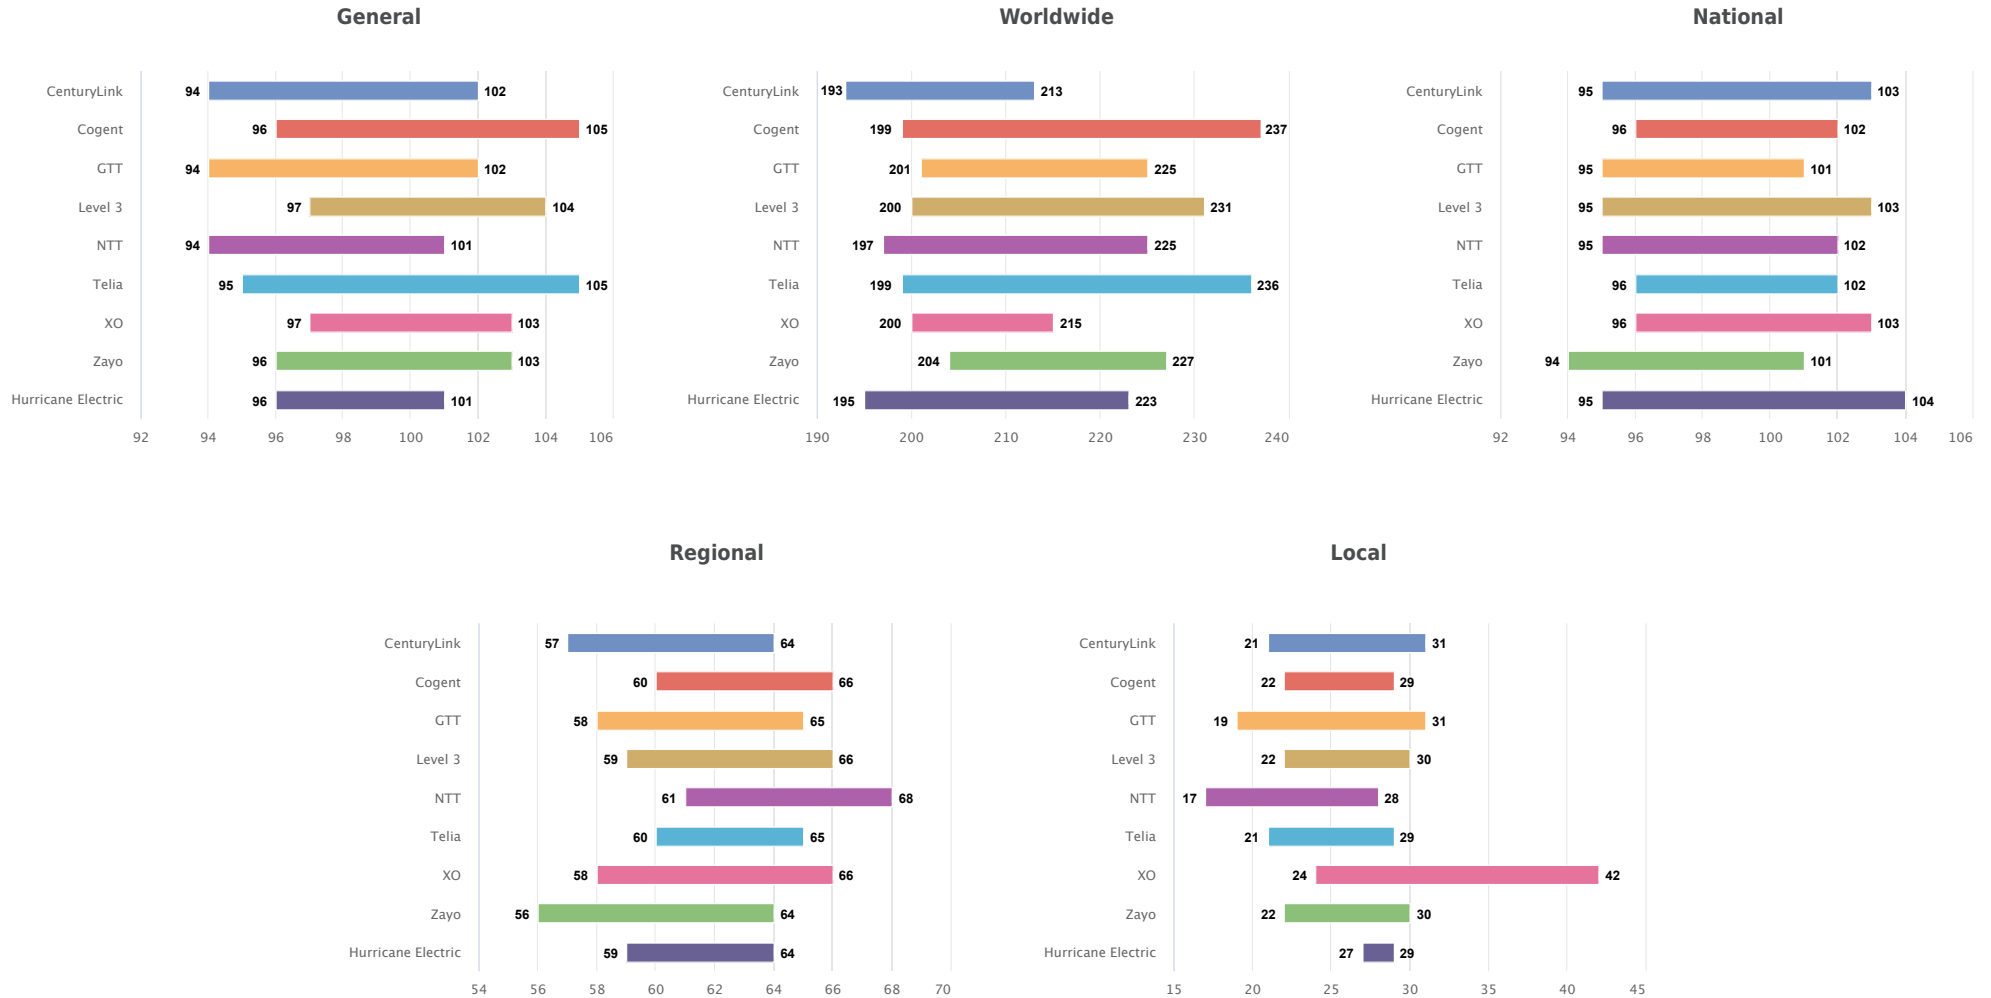 General
CenturyLink 94 102
Cogent 96 105
GTT 94 102
Level 3 97 104
NTT 94 101
Telia 95 105
XO 97 103
Zayo 96 103
Hurricane Electric 96 101
92 94 96 98 100 102 104 106
Worldwide
CenturyLink 193 213
Cogent 199 237
GTT 201 225
Level 3 200 231
NTT 197 225
Telia 199 236
XO 200 215
Zayo 204 227
Hurricane Electric 195 223
190 200 210 220 230 240
National
CenturyLink 95 103
Cogent 96 102
GTT 95 101
Level 3 95 103
NTT 95 102
Telia 96 102
XO 96 103
Zayo 94 101
Hurricane Electric 95 104
92 94 96 98 100 102 104 106
Regional
CenturyLink 57 64
Cogent 60 66
GTT 58 65
Level 3 59 66
NTT 61 68
Telia 60 65
XO 58 66
Zayo 56 64
Hurricane Electric 59 64
54 56 58 60 62 64 66 68 70
Local
CenturyLink 21 31
Cogent 22 29
GTT 19 31
Level 3 22 30
NTT 17 28
Telia 21 29
XO 24 42
Zayo 22 30
Hurricane Electric 27 29
15 20 25 30 35 40 45